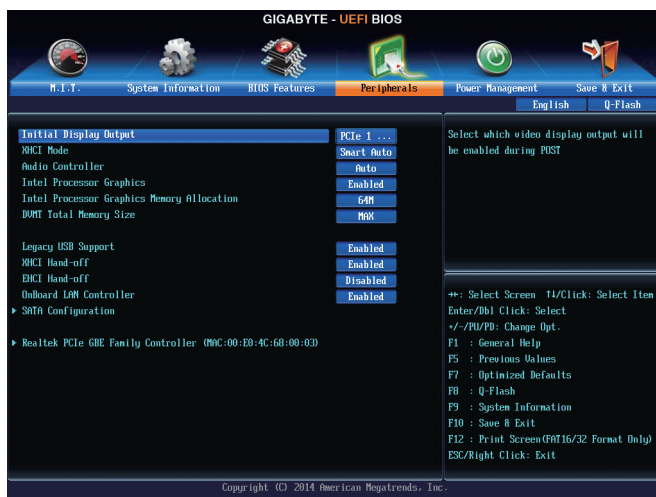 GIGABYTE - UEFI BIOS
M.I.T. System Information BIOS Features Peripherals Power Management Save & Exit
English Q-Flash
Initial Display Output PCIe 1 ...
XHCI Mode Smart Auto
Audio Controller Auto
Intel Processor Graphics Enabled
Intel Processor Graphics Memory Allocation 64M
DVMT Total Memory Size MAX
Legacy USB Support Enabled
XHCI Hand-off Enabled
EHCI Hand-off Disabled
OnBoard LAN Controller Enabled
SATA Configuration
Realtek PCIe GBE Family Controller (MAC:00:E0:4C:68:00:03)
Select which video display output will
be enabled during POST
→←: Select Screen ↑↓/Click: Select Item
Enter/Dbl Click: Select
+/-/PU/PD: Change Opt.
F1 : General Help
F5 : Previous Values
F7 : Optimized Defaults
F8 : Q-Flash
F9 : System Information
F10 : Save & Exit
F12 : Print Screen(FAT16/32 Format Only)
ESC/Right Click: Exit
Copyright (C) 2014 American Megatrends, Inc.